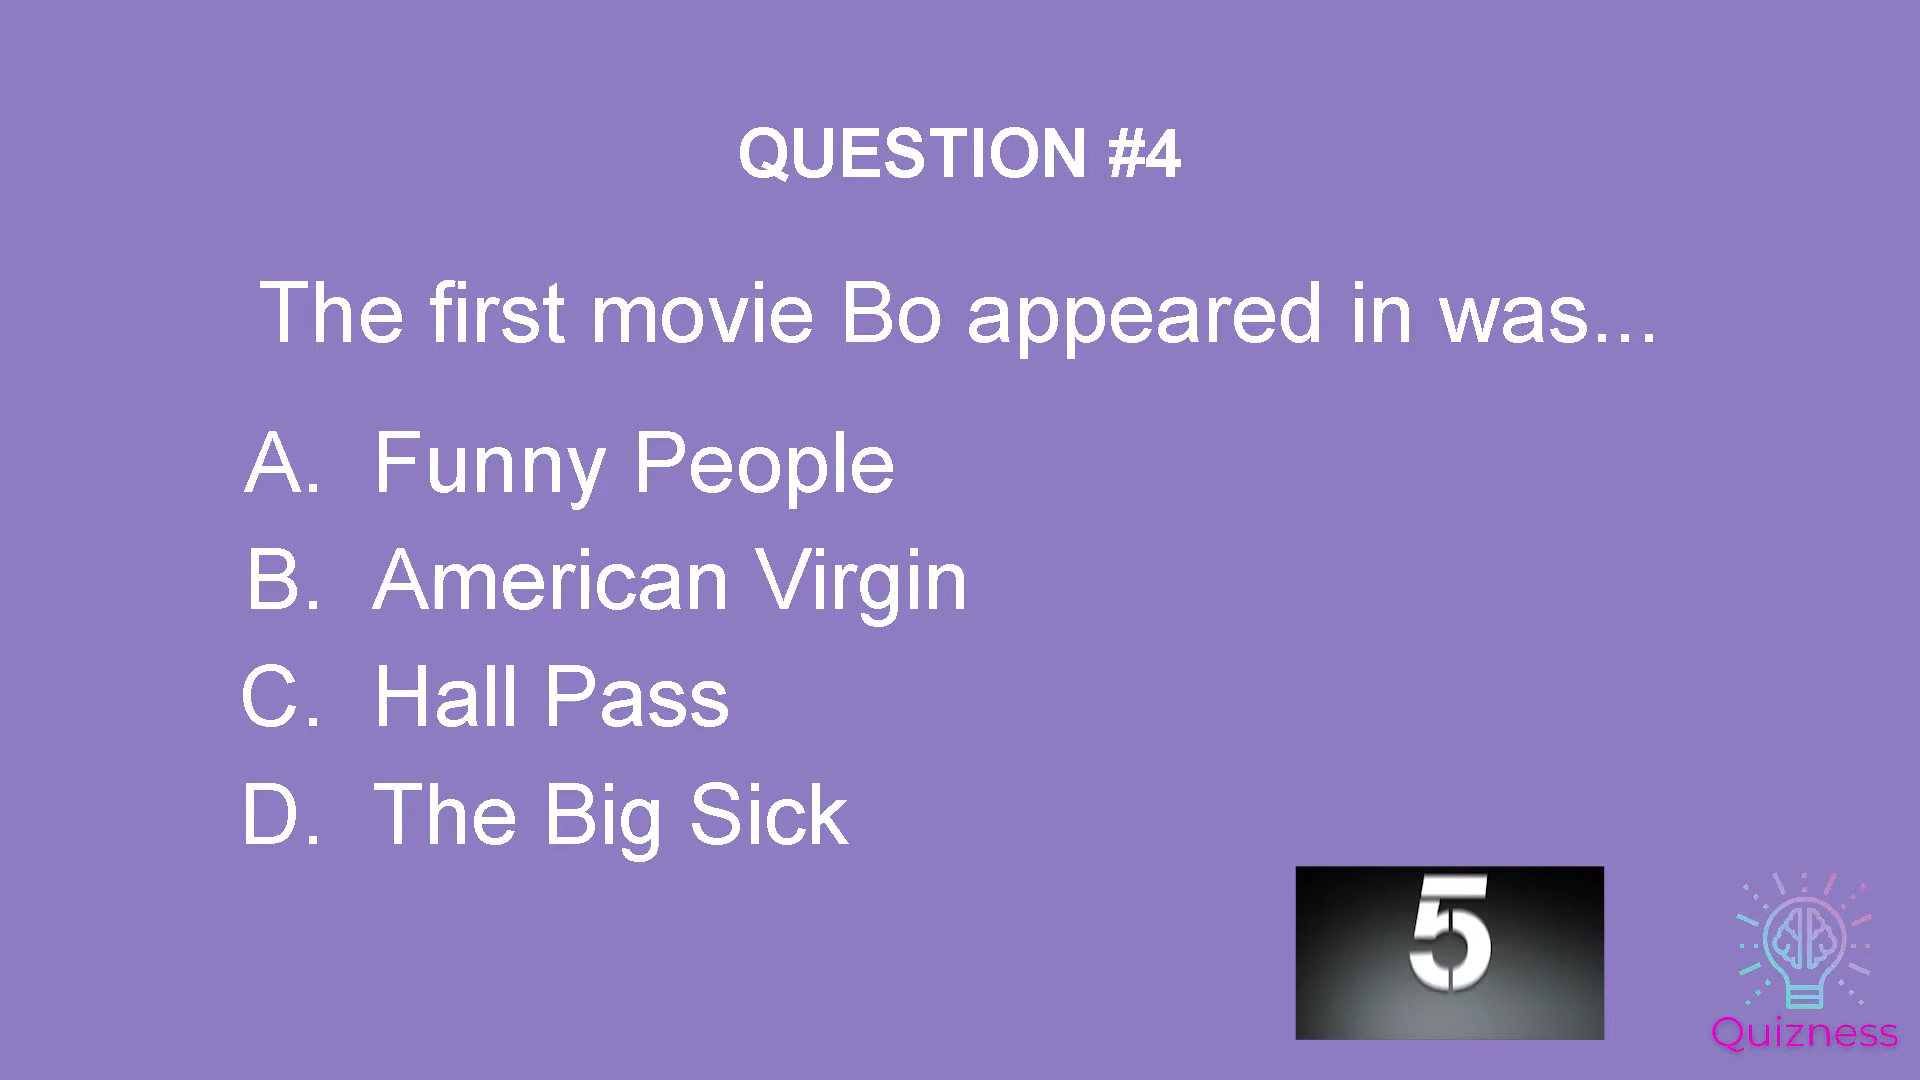 QUESTION #4
The first movie Bo appeared in was...
A. Funny People
B. American Virgin
C. Hall Pass
D. The Big Sick
5
Quizness